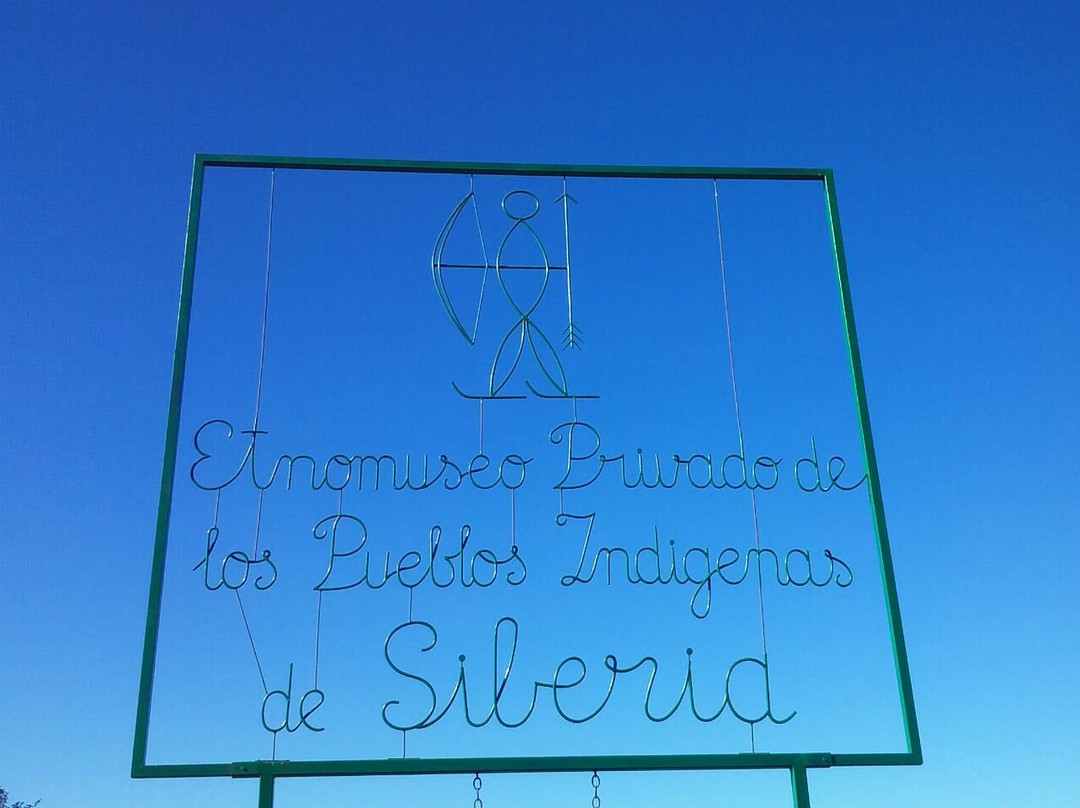 Etnomuseo Privado de
los Pueblos Indigenas
de Siberia